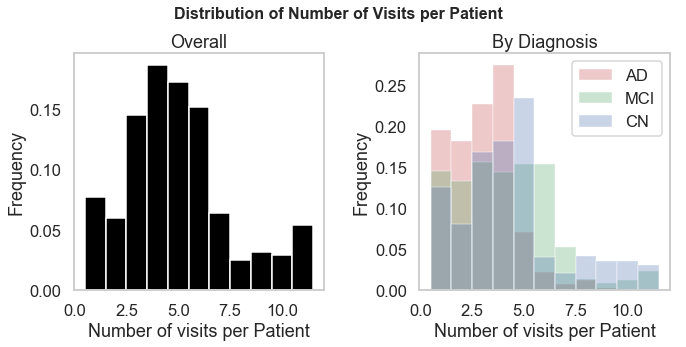 Distribution of Number of Visits per Patient
Overall
Frequency
0.15
0.10
0.05
0.00
0.0 2.5 5.0 7.5 10.0
Number of visits per Patient
By Diagnosis
Frequency
0.25
0.20
0.15
0.10
0.05
0.00
0.0 2.5 5.0 7.5 10.0
Number of visits per Patient
AD
MCI
CN